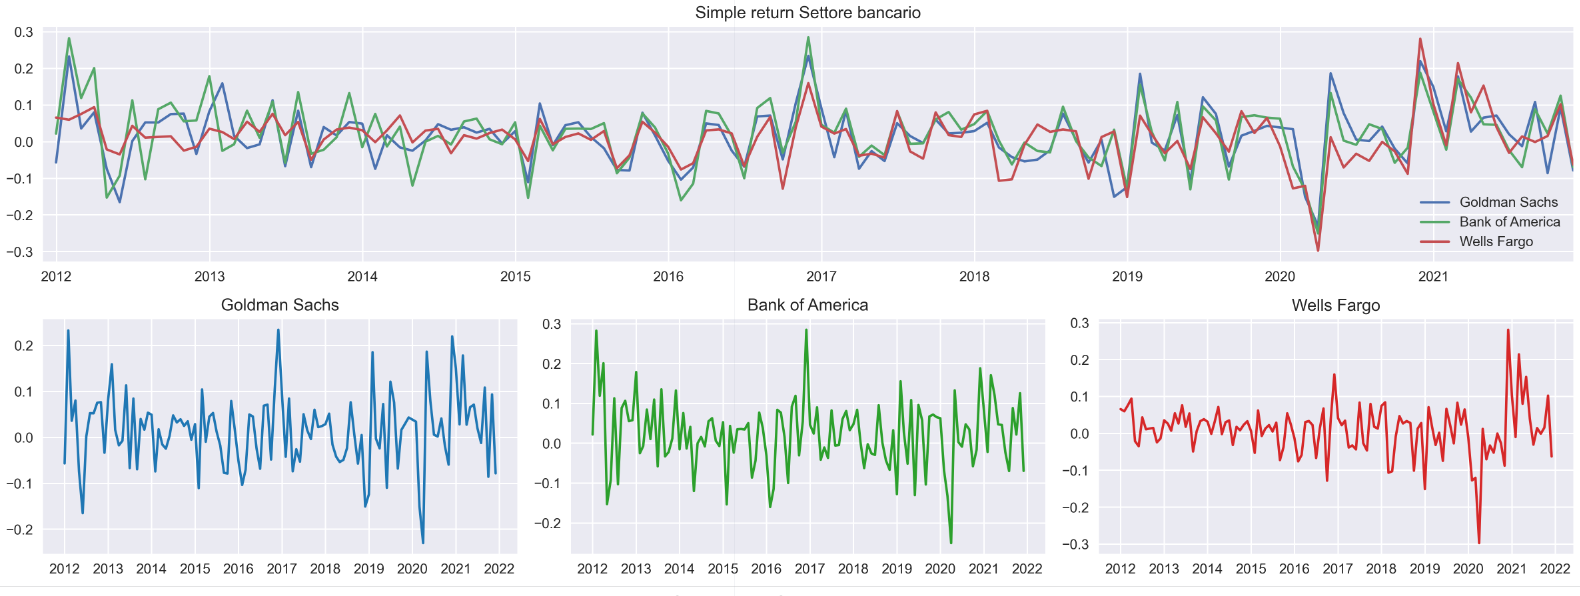 Simple return Settore bancario
0.3
0.2
0.1
0.0
−0.1
−0.2
−0.3
Goldman Sachs
Bank of America
Wells Fargo
2012 2013 2014 2015 2016 2017 2018 2019 2020 2021
Goldman Sachs
0.2
0.1
0.0
−0.1
−0.2
2012 2013 2014 2015 2016 2017 2018 2019 2020 2021 2022
Bank of America
0.3
0.2
0.1
0.0
−0.1
−0.2
2012 2013 2014 2015 2016 2017 2018 2019 2020 2021 2022
Wells Fargo
0.3
0.2
0.1
0.0
−0.1
−0.2
−0.3
2012 2013 2014 2015 2016 2017 2018 2019 2020 2021 2022